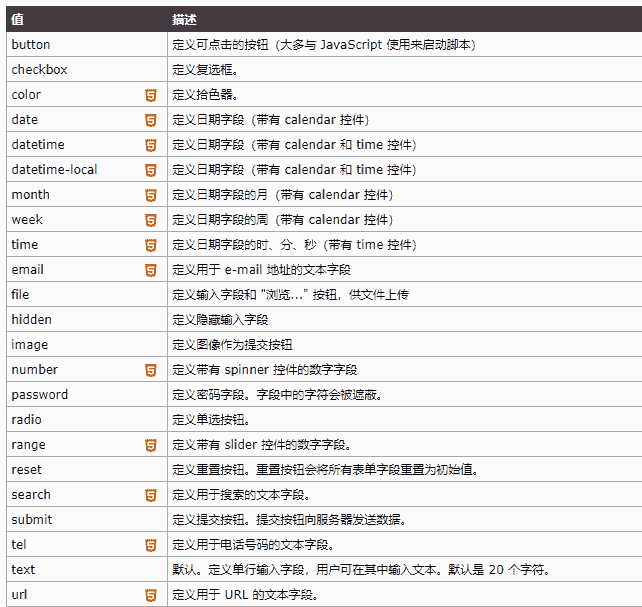 值 描述
button 定义可点击的按钮（大多与 JavaScript 使用来启动脚本）
checkbox 定义复选框。
color 定义拾色器。
date 定义日期字段（带有 calendar 控件）
datetime 定义日期字段（带有 calendar 和 time 控件）
datetime-local 定义日期字段（带有 calendar 和 time 控件）
month 定义日期字段的月（带有 calendar 控件）
week 定义日期字段的周（带有 calendar 控件）
time 定义日期字段的时、分、秒（带有 time 控件）
email 定义用于 e-mail 地址的文本字段
file 定义输入字段和 "浏览..." 按钮，供文件上传
hidden 定义隐藏输入字段
image 定义图像作为提交按钮
number 定义带有 spinner 控件的数字字段
password 定义密码字段。字段中的字符会被遮蔽。
radio 定义单选按钮。
range 定义带有 slider 控件的数字字段。
reset 定义重置按钮。重置按钮会将所有表单字段重置为初始值。
search 定义用于搜索的文本字段。
submit 定义提交按钮。提交按钮向服务器发送数据。
tel 定义用于电话号码的文本字段。
text 默认。定义单行输入字段，用户可在其中输入文本。默认是 20 个字符。
url 定义用于 URL 的文本字段。